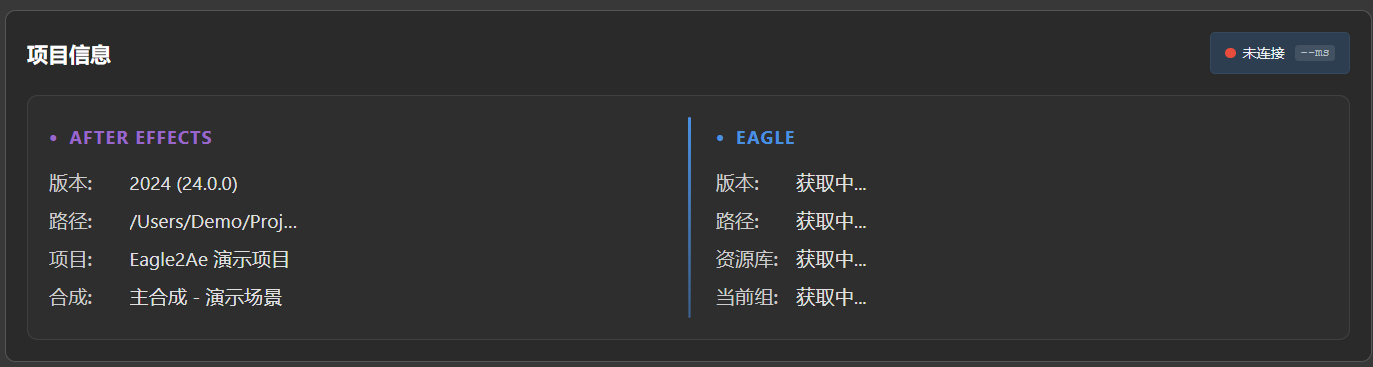 项目信息
未连接 --ms
• AFTER EFFECTS
版本: 2024 (24.0.0)
路径: /Users/Demo/Proj...
项目: Eagle2Ae 演示项目
合成: 主合成 - 演示场景
• EAGLE
版本: 获取中...
路径: 获取中...
资源库: 获取中...
当前组: 获取中...